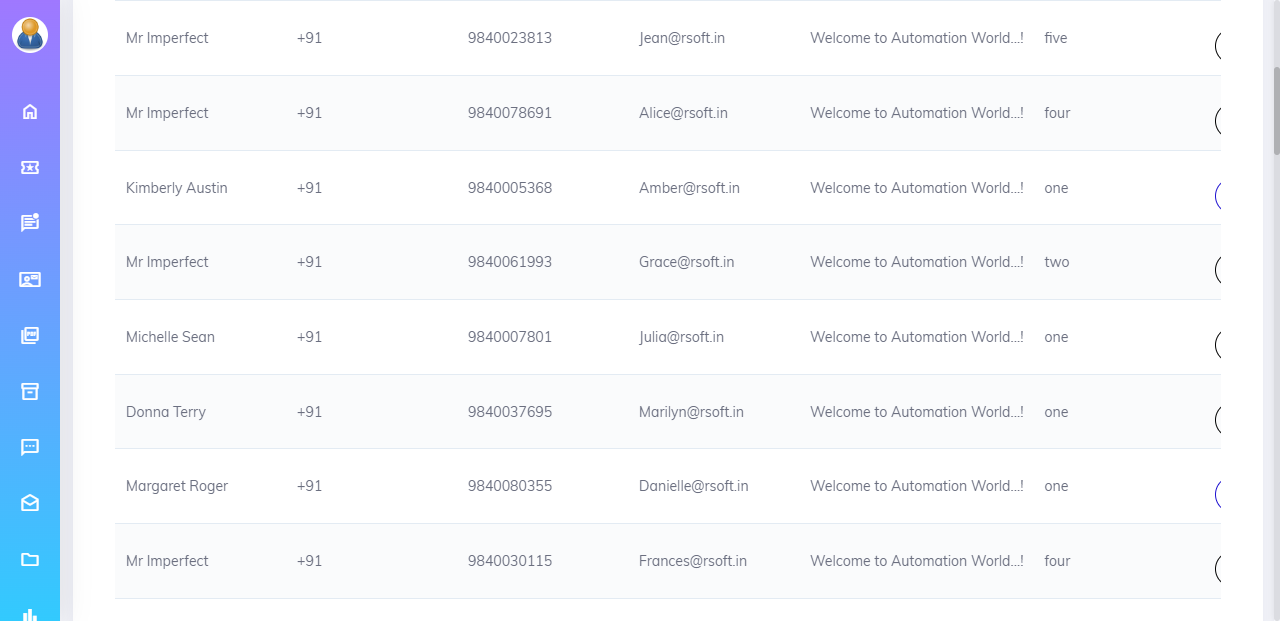 Mr Imperfect +91 9840023813 Jean@rsoft.in Welcome to Automation World...! five
Mr Imperfect +91 9840078691 Alice@rsoft.in Welcome to Automation World...! four
Kimberly Austin +91 9840005368 Amber@rsoft.in Welcome to Automation World...! one
Mr Imperfect +91 9840061993 Grace@rsoft.in Welcome to Automation World...! two
Michelle Sean +91 9840007801 Julia@rsoft.in Welcome to Automation World...! one
Donna Terry +91 9840037695 Marilyn@rsoft.in Welcome to Automation World...! one
Margaret Roger +91 9840080355 Danielle@rsoft.in Welcome to Automation World...! one
Mr Imperfect +91 9840030115 Frances@rsoft.in Welcome to Automation World...! four